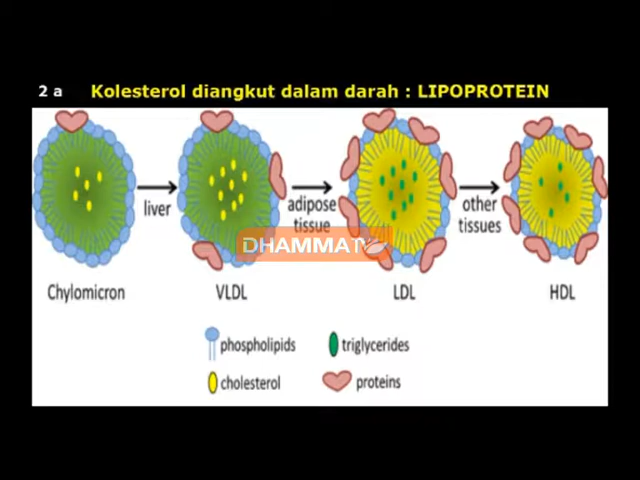 2 a Kolesterol diangkut dalam darah : LIPOPROTEIN
liver
adipose
tissue
other
tissues
DHAMMATV
Chylomicron VLDL LDL HDL
phospholipids triglycerides
cholesterol proteins